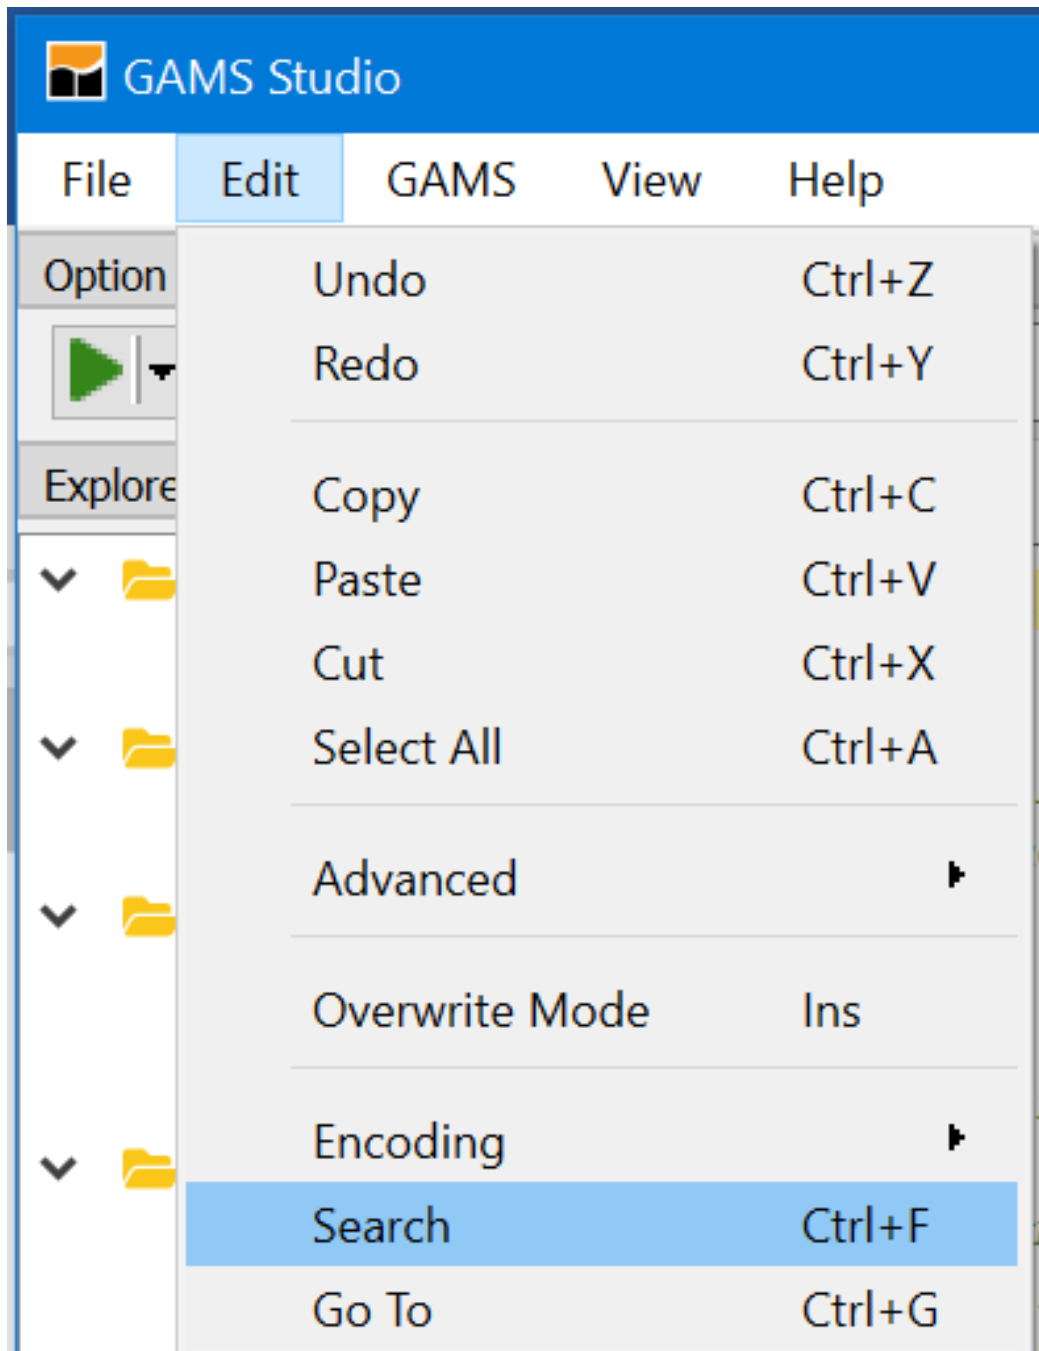 GAMS Studio
File Edit GAMS View Help
Option
Undo Ctrl+Z
Redo Ctrl+Y
Explore
Copy Ctrl+C
Paste Ctrl+V
Cut Ctrl+X
Select All Ctrl+A
Advanced
Overwrite Mode Ins
Encoding
Search Ctrl+F
Go To Ctrl+G